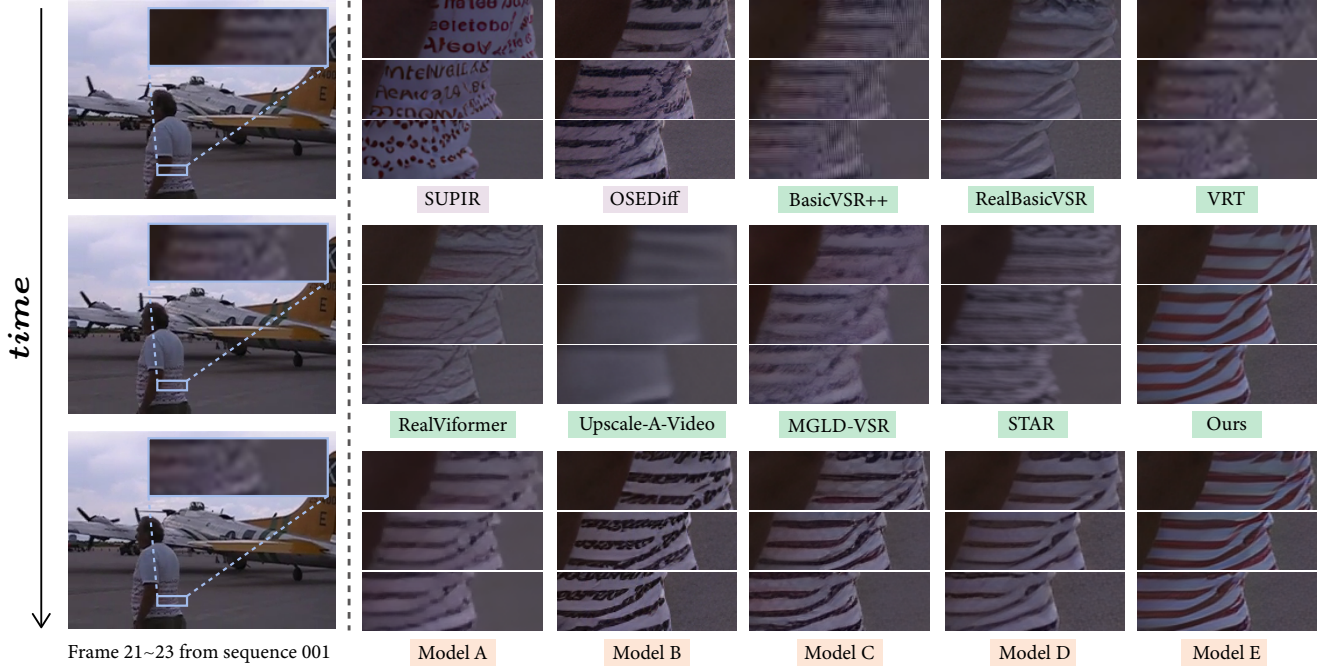 time
SUPIR
OSEDiff
BasicVSR++
RealBasicVSR
VRT
RealViformer
Upscale-A-Video
MGLD-VSR
STAR
Ours
Model A
Model B
Model C
Model D
Model E
Frame 21~23 from sequence 001
E
E
E